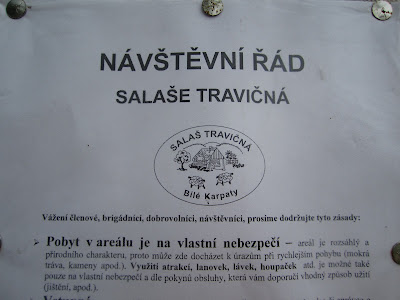 NÁVŠTĚVNÍ ŘÁD
SALAŠE TRAVIČNÁ
SALAŠ TRAVIČNÁ
Bílé Karpaty
Vážení členové, brigádníci, dobrovolníci, návštěvníci, prosíme dodržujte tyto zásady:
➤ Pobyt v areálu je na vlastní nebezpečí – areál je rozsáhlý a
přírodního charakteru, proto může zde docházet k úrazům při rychlejším pohybu (mokrá
tráva, kameny apod.). Využití atrakcí, lanovek, lávek, houpaček atd. je možné také
pouze na vlastní nebezpečí a dle pokynů obsluhy, která vám doporučí vhodný způsob užití
(jištění, apod.).